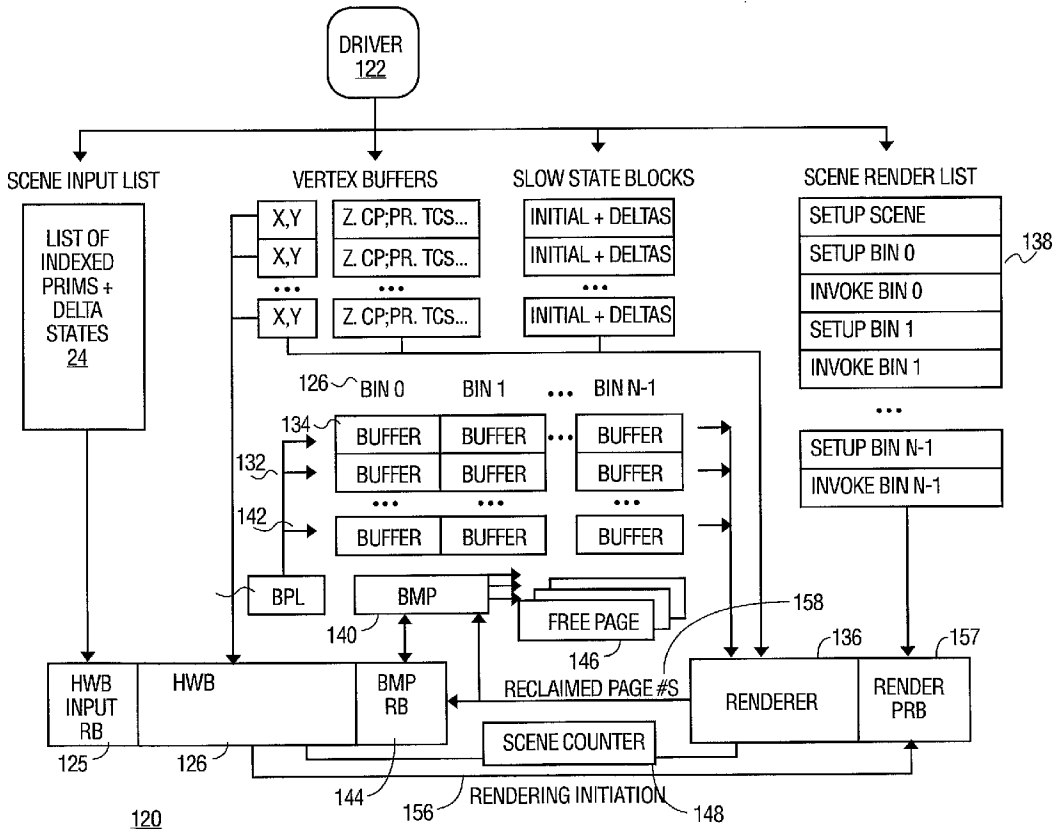 DRIVER
122
SCENE INPUT LIST
VERTEX BUFFERS
SLOW STATE BLOCKS
SCENE RENDER LIST
LIST OF
INDEXED
PRIMS +
DELTA
STATES
24
X,Y
Z. CP;PR. TCS...
INITIAL + DELTAS
X,Y
Z. CP;PR. TCS...
INITIAL + DELTAS
...
...
...
X,Y
Z. CP;PR. TCS...
INITIAL + DELTAS
SETUP SCENE
SETUP BIN 0
INVOKE BIN 0
SETUP BIN 1
INVOKE BIN 1
...
SETUP BIN N-1
INVOKE BIN N-1
138
126
BIN 0
BIN 1
...
BIN N-1
134
BUFFER
BUFFER
...
BUFFER
132
BUFFER
BUFFER
BUFFER
...
...
...
142
BUFFER
BUFFER
BUFFER
BPL
BMP
140
FREE PAGE
146
158
136
157
HWB
INPUT
RB
HWB
BMP
RB
RECLAIMED PAGE #S
RENDERER
RENDER
PRB
SCENE COUNTER
125
126
144
156
RENDERING INITIATION
148
120